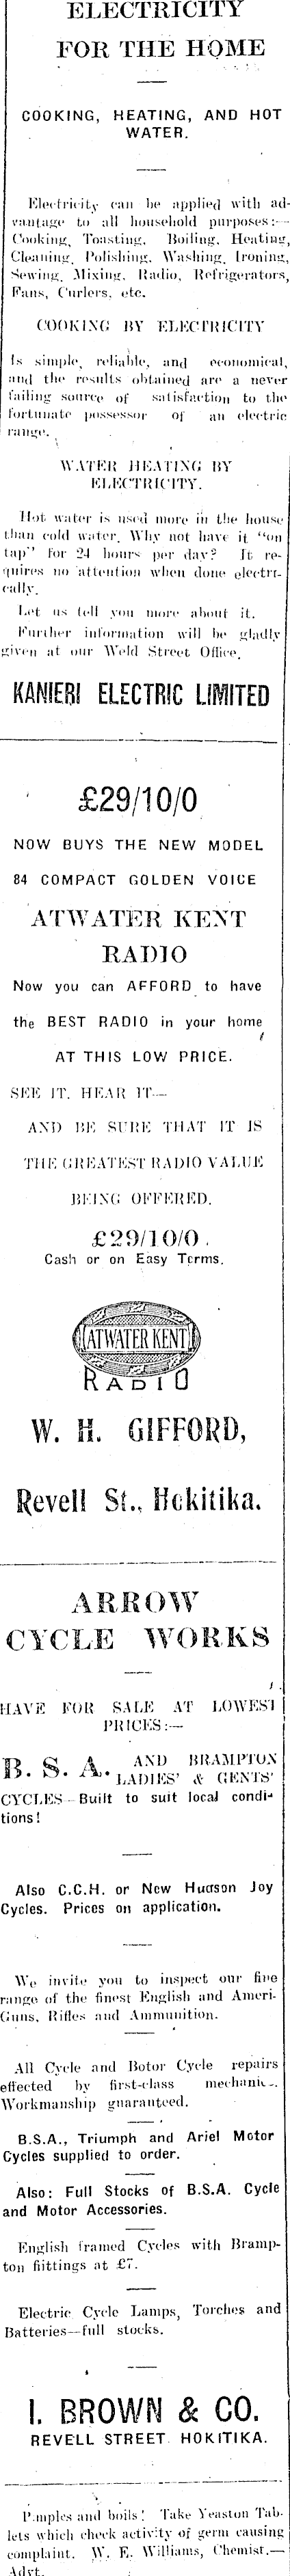 ELECTRICITY
FOR THE HOME
COOKING, HEATING, AND HOT
WATER.
Electricity can be applied with ad-
vantage to all household purposes:—
Cooking, Toasting, Boiling, Heating,
Cleaning, Polishing, Washing, Ironing,
Sewing, Mixing, Radio, Refrigerators,
Fans, Curlers, etc.
COOKING BY ELECTRICITY
Is simple, reliable, and economical,
and the results obtained are a never
failing source of satisfaction to the
fortunate possessor of an electric
range.
WATER HEATING BY
ELECTRICITY.
Hot water is used more in the house
than cold water. Why not have it "on
tap" for 24 hours per day? It re-
quires no attention when done electri-
cally.
Let us tell you more about it.
Further information will be gladly
given at our Weld Street Office.
KANIERI ELECTRIC LIMITED
£29/10/0
NOW BUYS THE NEW MODEL
84 COMPACT GOLDEN VOICE
ATWATER KENT
RADIO
Now you can AFFORD to have
the BEST RADIO in your home
AT THIS LOW PRICE.
SEE IT, HEAR IT—
AND BE SURE THAT IT IS
THE GREATEST RADIO VALUE
BEING OFFERED.
£29/10/0.
Cash or on Easy Terms.
ATWATER KENT
RADIO
W. H. GIFFORD,
Revell St., Hokitika.
ARROW
CYCLE WORKS
HAVE FOR SALE AT LOWEST
PRICES:—
B. S. A. AND BRAMPTON
LADIES' & GENTS'
CYCLES—Built to suit local condi-
tions!
Also C.C.H. or New Hudson Joy
Cycles. Prices on application.
We invite you to inspect our fine
range of the finest English and Ameri-
Guns, Rifles and Ammunition.
All Cycle and Botor Cycle repairs
effected by first-class mechanic.
Workmanship guaranteed.
B.S.A., Triumph and Ariel Motor
Cycles supplied to order.
Also: Full Stocks of B.S.A. Cycle
and Motor Accessories.
English framed Cycles with Bramp-
ton fiittings at £7.
Electric Cycle Lamps, Torches and
Batteries—full stocks.
I. BROWN & CO.
REVELL STREET HOKITIKA.
Pimples and boils! Take Yeaston Tab-
lets which check activity of germ causing
complaint. W. E. Williams, Chemist.—
Advt.